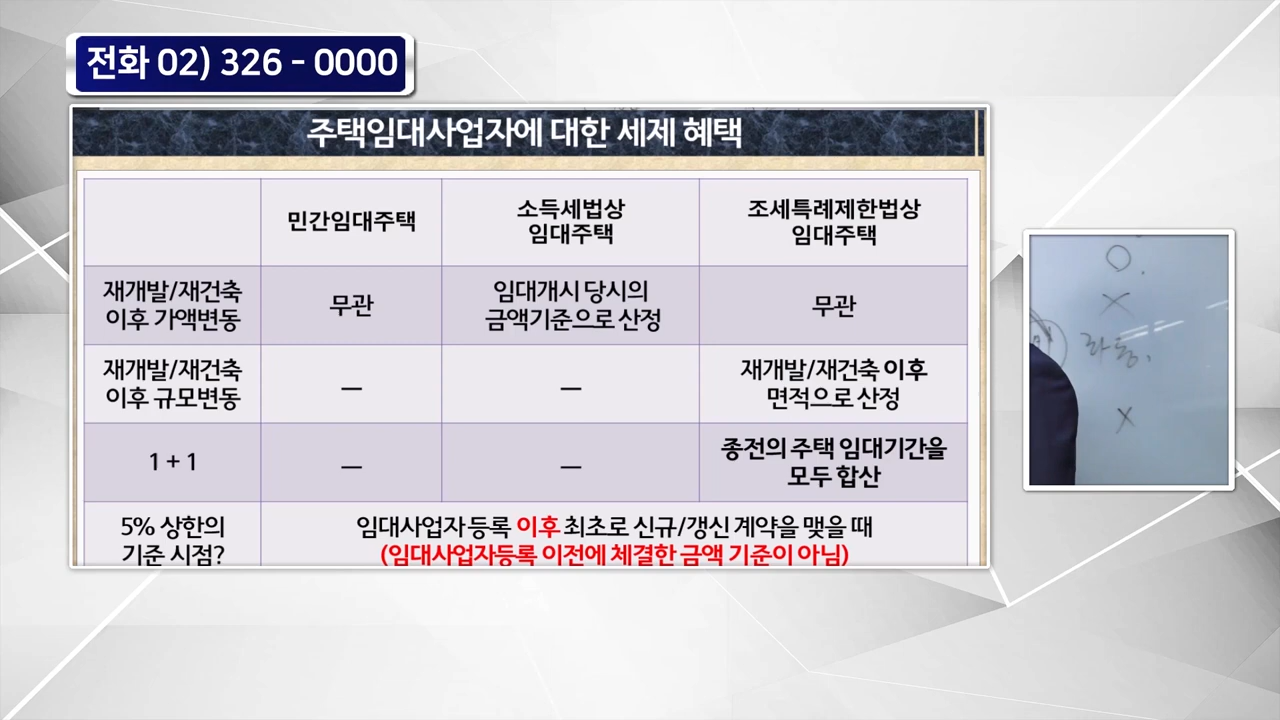 전화 02) 326 - 0000
주택임대사업자에 대한 세제 혜택
민간임대주택
소득세법상
임대주택
조세특례제한법상
임대주택
재개발/재건축
이후 가액변동
무관
임대개시 당시의
금액기준으로 산정
무관
재개발/재건축
이후 규모변동
—
—
재개발/재건축 이후
면적으로 산정
1 + 1
—
—
종전의 주택 임대기간을
모두 합산
5% 상한의
기준 시점?
임대사업자 등록 이후 최초로 신규/갱신 계약을 맺을 때
(임대사업자등록 이전에 체결한 금액 기준이 아님)